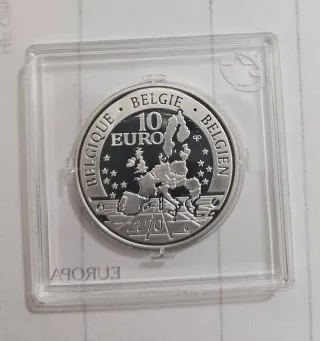 BELGIQUE · BELGIE · BELGIEN
10
EURO
2010
EUROPA